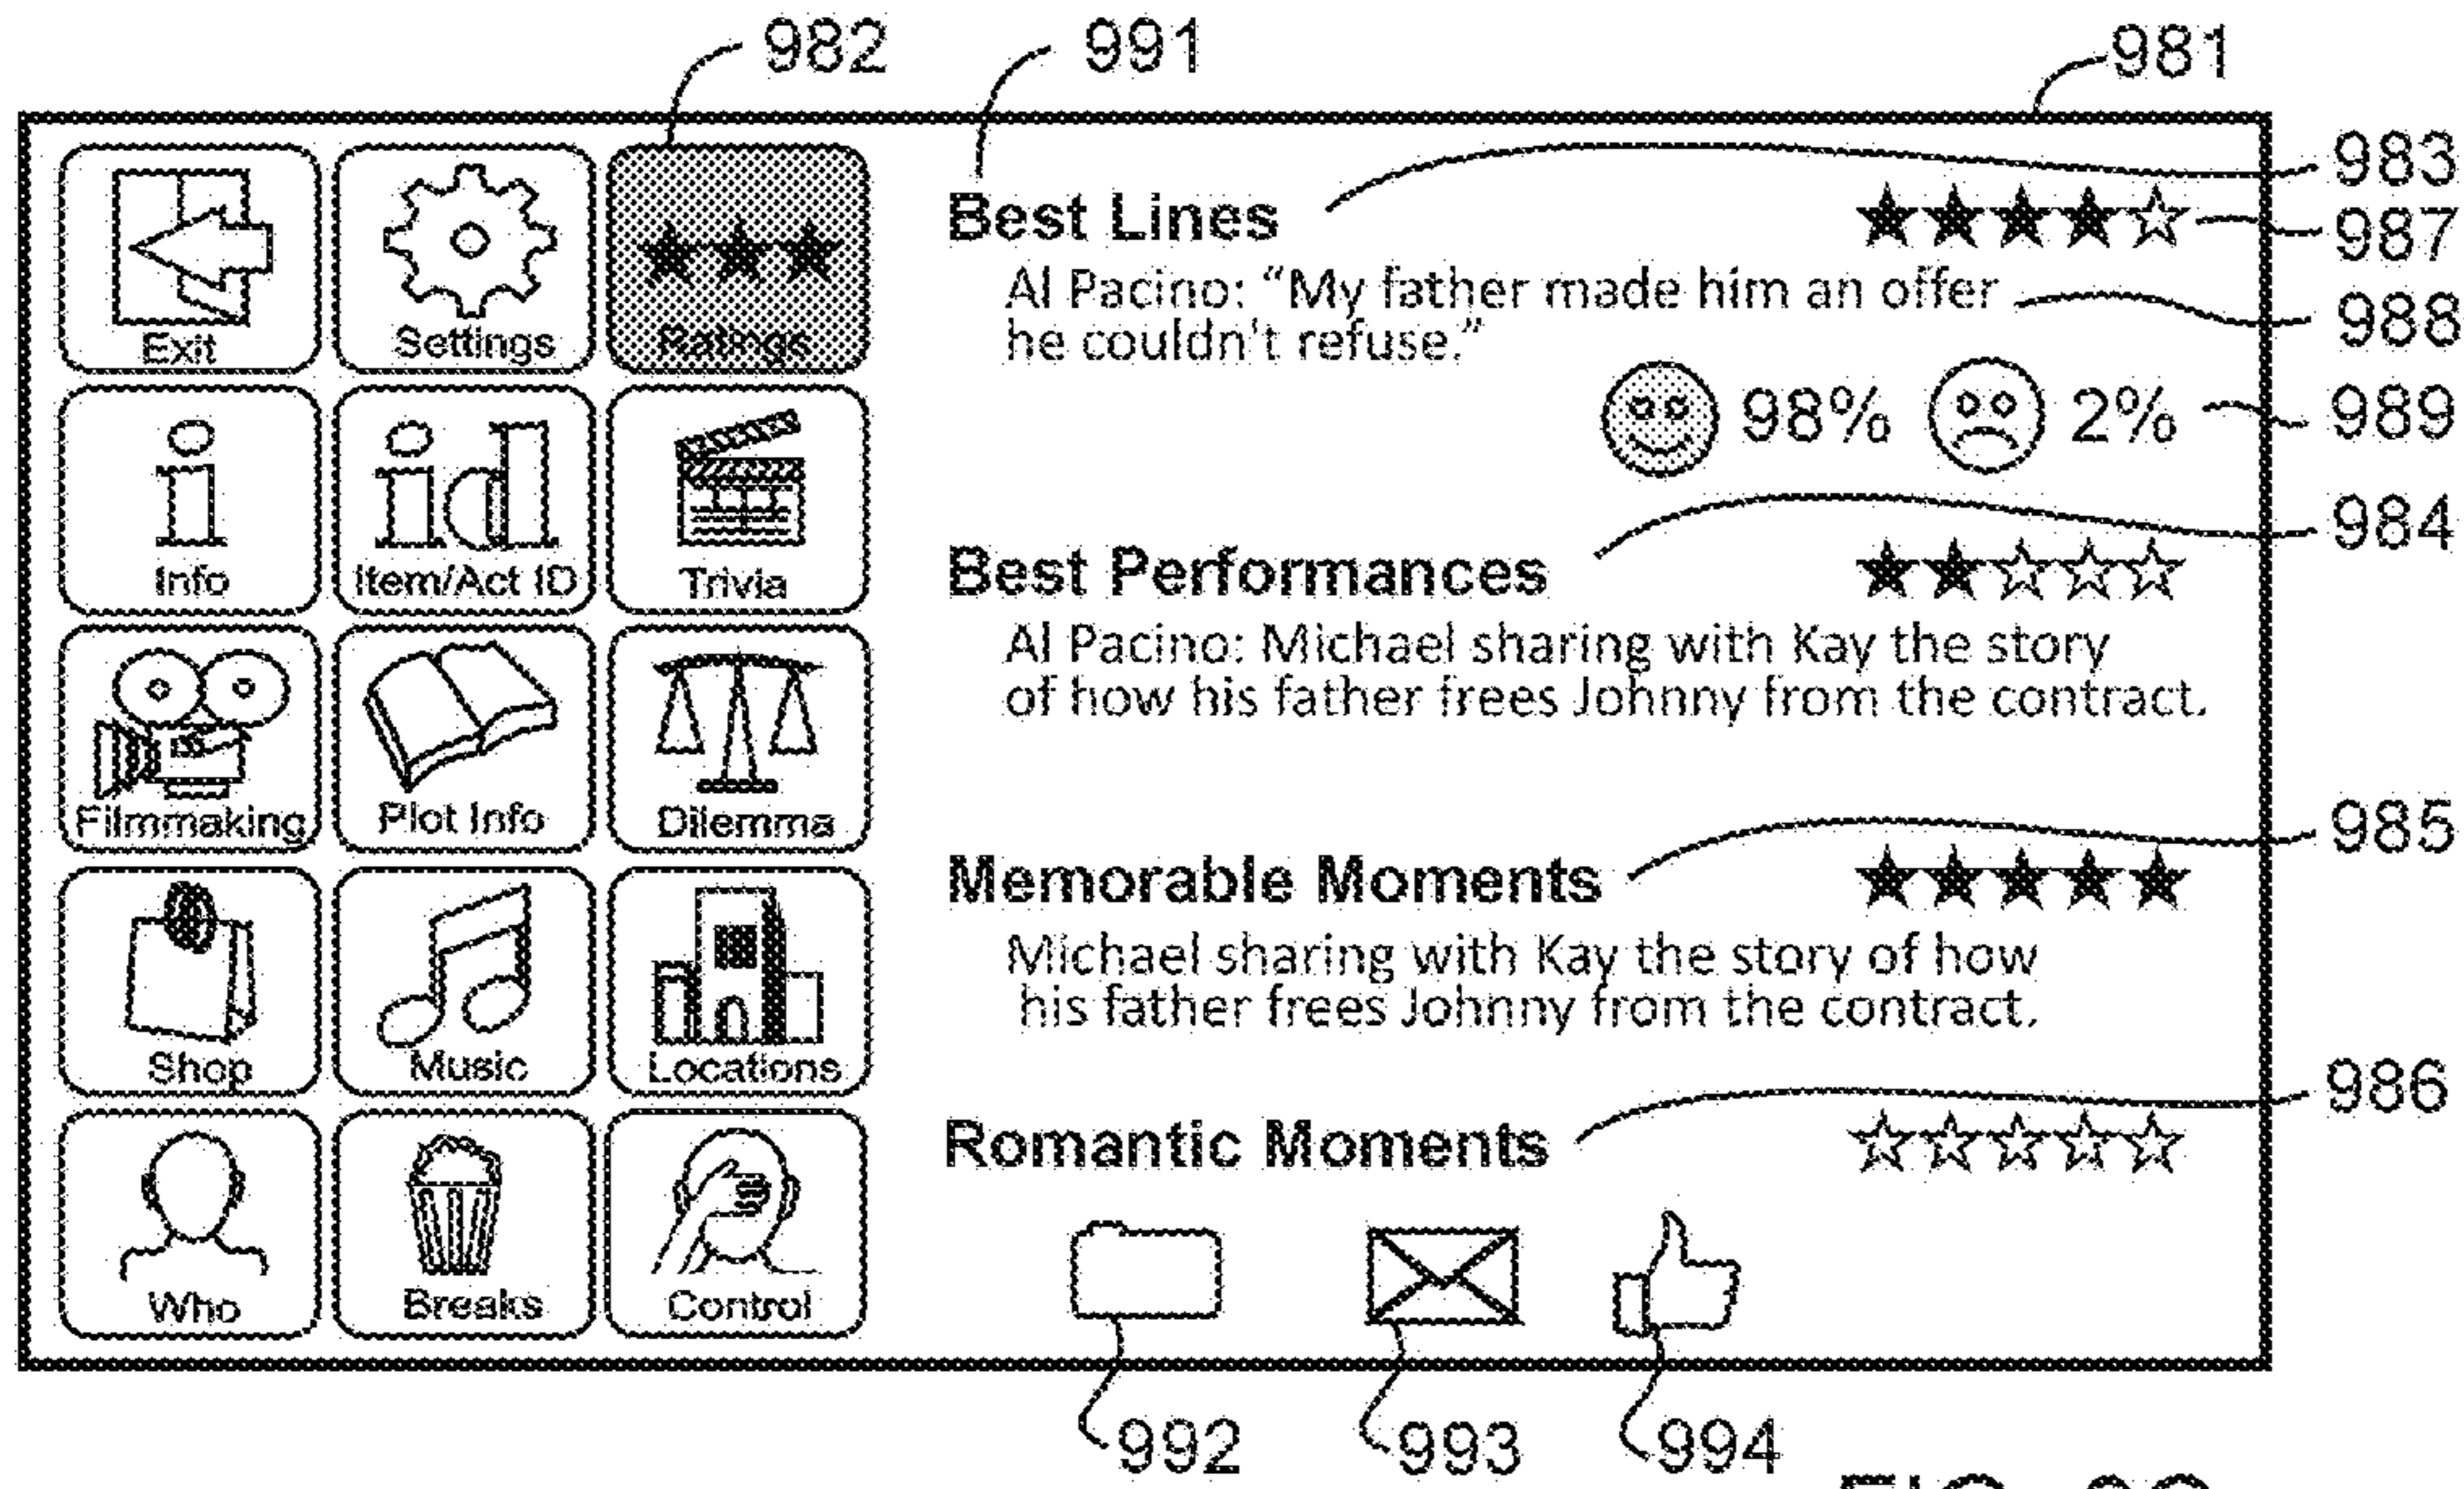 982
991
981
Exit
Settings
Ratings
Info
Item/Act ID
Trivia
Filmmaking
Plot Info
Dilemma
Shop
Music
Locations
Who
Breaks
Control
Best Lines
983
987
Al Pacino: “My father made him an offer
he couldn't refuse.”
988
98%
2%
989
Best Performances
984
Al Pacino: Michael sharing with Kay the story
of how his father frees Johnny from the contract.
Memorable Moments
985
Michael sharing with Kay the story of how
his father frees Johnny from the contract.
Romantic Moments
986
992
993
994